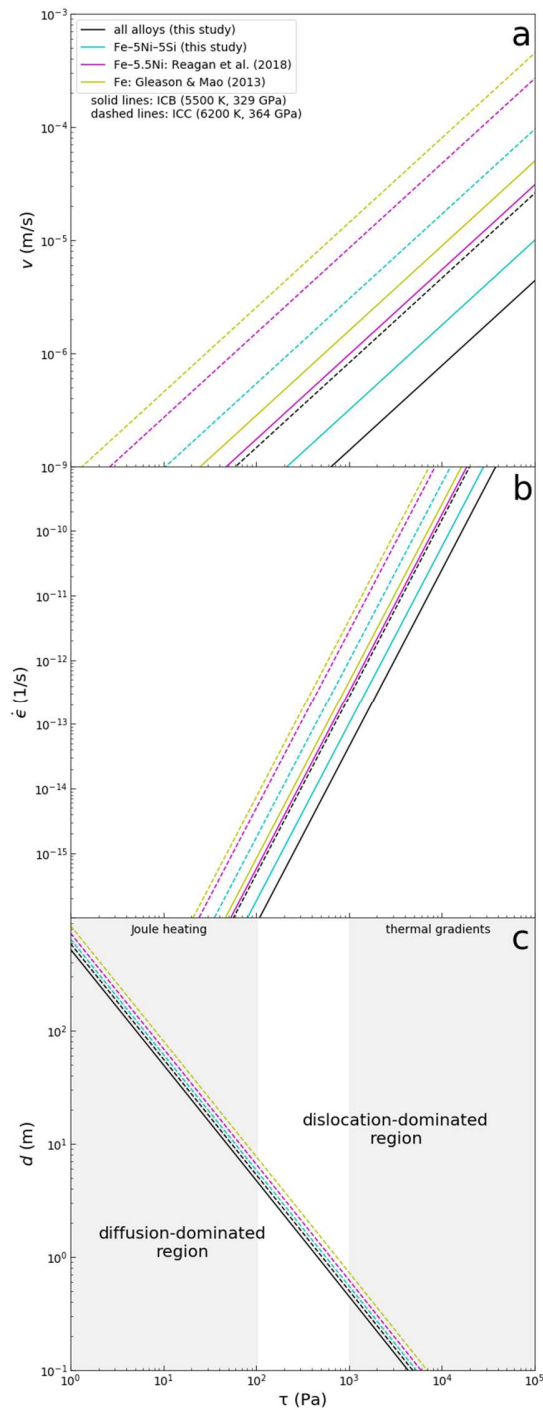 a
all alloys (this study)
Fe–5Ni–5Si (this study)
Fe–5.5Ni: Reagan et al. (2018)
Fe: Gleason & Mao (2013)
solid lines: ICB (5500 K, 329 GPa)
dashed lines: ICC (6200 K, 364 GPa)
10⁻³
10⁻⁴
10⁻⁵
10⁻⁶
v (m/s)
b
10⁻⁹
10⁻¹⁰
10⁻¹¹
10⁻¹²
10⁻¹³
10⁻¹⁴
10⁻¹⁵
ε̇ (1/s)
c
Joule heating
thermal gradients
dislocation-dominated
region
diffusion-dominated
region
10²
10¹
10⁰
10⁻¹
d (m)
10⁰ 10¹ 10² 10³ 10⁴ 10⁵
τ (Pa)